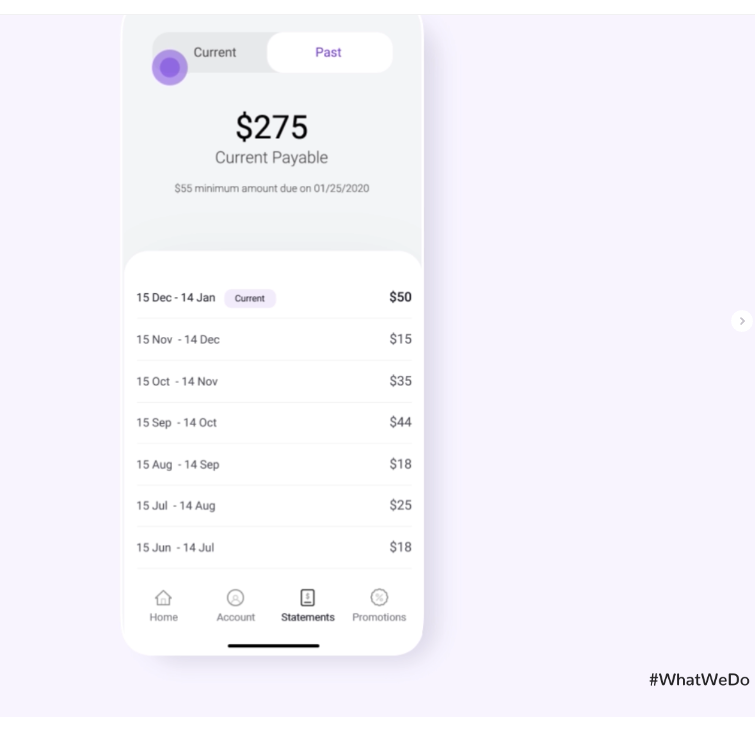 Current Past
$275
Current Payable
$55 minimum amount due on 01/25/2020
15 Dec - 14 Jan Current $50
15 Nov - 14 Dec $15
15 Oct - 14 Nov $35
15 Sep - 14 Oct $44
15 Aug - 14 Sep $18
15 Jul - 14 Aug $25
15 Jun - 14 Jul $18
Home Account Statements Promotions
#WhatWeDo